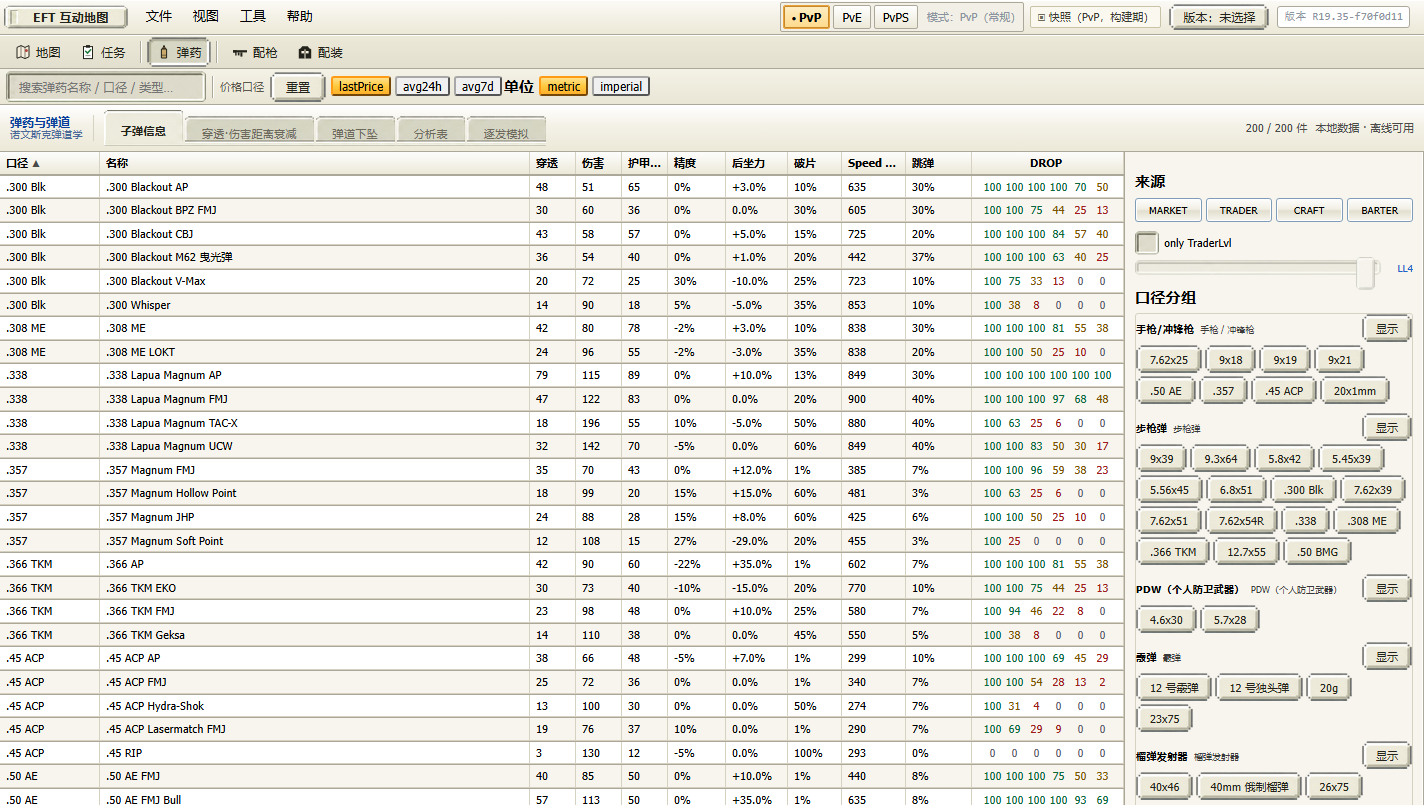 EFT 互动地图 文件 视图 工具 帮助 • PvP PvE PvPS 模式: PvP (常规) 快照 (PvP, 构建期) 版本: 未选择 版本 R19.35-f70f0d11
地图 任务 弹药 配枪 配装
搜索弹药名称 / 口径 / 类型... 价格口径 重置 lastPrice avg24h avg7d 单位 metric imperial
弹药与弹道
诺文斯克弹道学
子弹信息 穿透·伤害距离衰减 弹道下坠 分析表 逐发模拟 200 / 200 件 本地数据 · 离线可用
口径 ▲ 名称 穿透 伤害 护甲... 精度 后坐力 破片 Speed ... 跳弹 DROP
.300 Blk .300 Blackout AP 48 51 65 0% +3.0% 10% 635 30% 100 100 100 100 70 50
.300 Blk .300 Blackout BPZ FMJ 30 60 36 0% 0.0% 30% 605 30% 100 100 75 44 25 13
.300 Blk .300 Blackout CBJ 43 58 57 0% +5.0% 15% 725 20% 100 100 100 84 57 40
.300 Blk .300 Blackout M62 曳光弹 36 54 40 0% +1.0% 20% 442 37% 100 100 100 63 40 25
.300 Blk .300 Blackout V-Max 20 72 25 30% -10.0% 25% 723 10% 100 75 33 13 0 0
.300 Blk .300 Whisper 14 90 18 5% -5.0% 35% 853 10% 100 38 8 0 0 0
.308 ME .308 ME 42 80 78 -2% +3.0% 10% 838 30% 100 100 100 81 55 38
.308 ME .308 ME LOKT 24 96 55 -2% -3.0% 35% 838 20% 100 100 50 25 10 0
.338 .338 Lapua Magnum AP 79 115 89 0% +10.0% 13% 849 30% 100 100 100 100 100 100
.338 .338 Lapua Magnum FMJ 47 122 83 0% 0.0% 20% 900 40% 100 100 100 97 68 48
.338 .338 Lapua Magnum TAC-X 18 196 55 10% -5.0% 50% 880 40% 100 63 25 6 0 0
.338 .338 Lapua Magnum UCW 32 142 70 -5% 0.0% 60% 849 40% 100 100 83 50 30 17
.357 .357 Magnum FMJ 35 70 43 0% +12.0% 1% 385 7% 100 100 96 59 38 23
.357 .357 Magnum Hollow Point 18 99 20 15% +15.0% 60% 481 3% 100 63 25 6 0 0
.357 .357 Magnum JHP 24 88 28 15% +8.0% 60% 425 6% 100 100 50 25 10 0
.357 .357 Magnum Soft Point 12 108 15 27% -29.0% 20% 455 3% 100 25 0 0 0 0
.366 TKM .366 AP 42 90 60 -22% +35.0% 1% 602 7% 100 100 100 81 55 38
.366 TKM .366 TKM EKO 30 73 40 -10% -15.0% 20% 770 10% 100 100 75 44 25 13
.366 TKM .366 TKM FMJ 23 98 48 0% +10.0% 25% 580 7% 100 94 46 22 8 0
.366 TKM .366 TKM Geksa 14 110 38 0% 0.0% 45% 550 5% 100 38 8 0 0 0
.45 ACP .45 ACP AP 38 66 48 -5% +7.0% 1% 299 10% 100 100 100 69 45 29
.45 ACP .45 ACP FMJ 25 72 36 0% 0.0% 1% 340 7% 100 100 54 28 13 2
.45 ACP .45 ACP Hydra-Shok 13 100 30 0% 0.0% 50% 274 7% 100 31 4 0 0 0
.45 ACP .45 ACP Lasermatch FMJ 19 76 37 10% 0.0% 1% 290 7% 100 69 29 9 0 0
.45 ACP .45 RIP 3 130 12 -5% 0.0% 100% 293 0% 0 0 0 0 0 0
.50 AE .50 AE FMJ 40 85 50 0% +10.0% 1% 440 8% 100 100 100 75 50 33
.50 AE .50 AE FMJ Bull 57 113 50 0% +35.0% 1% 635 8% 100 100 100 100 93 69
来源
MARKET TRADER CRAFT BARTER
only TraderLvl
LL4
口径分组
手枪/冲锋枪 手枪 / 冲锋枪 显示
7.62x25 9x18 9x19 9x21
.50 AE .357 .45 ACP 20x1mm
步枪弹 步枪弹 显示
9x39 9.3x64 5.8x42 5.45x39
5.56x45 6.8x51 .300 Blk 7.62x39
7.62x51 7.62x54R .338 .308 ME
.366 TKM 12.7x55 .50 BMG
PDW (个人防卫武器) PDW (个人防卫武器) 显示
4.6x30 5.7x28
霰弹 霰弹 显示
12 号霰弹 12 号独头弹 20g
23x75
榴弹发射器 榴弹发射器 显示
40x46 40mm 俄制榴弹 26x75